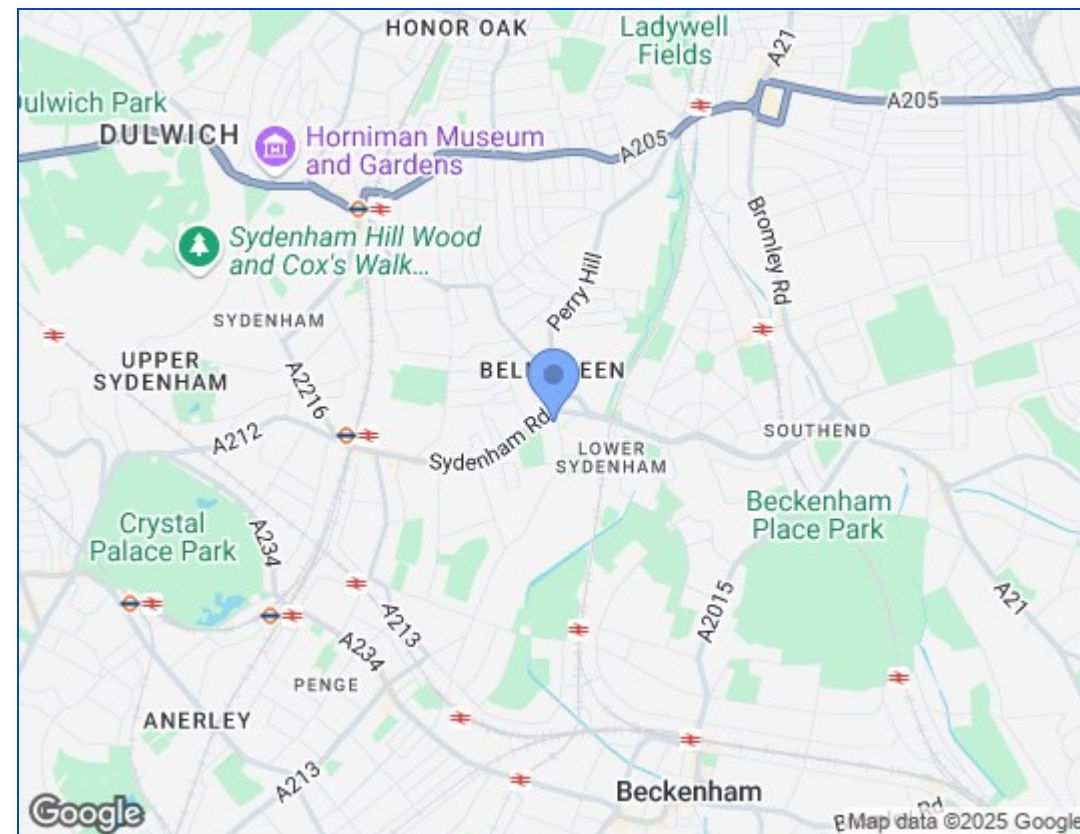 HONOR OAK
Ladywell
Fields
A21
A205
ulwich Park
DULWICH
Horniman Museum
and Gardens
A205
Sydenham Hill Wood
and Cox's Walk...
Bromley Rd
Perry Hill
SYDENHAM
UPPER
SYDENHAM
A2216
A212
Sydenham Rd
LOWER
SYDENHAM
SOUTHEND
Beckenham
Place Park
Crystal
Palace Park
A234
A21
A2015
A213
A234
PENGE
ANERLEY
A213
Beckenham
Google
Map data ©2025 Google